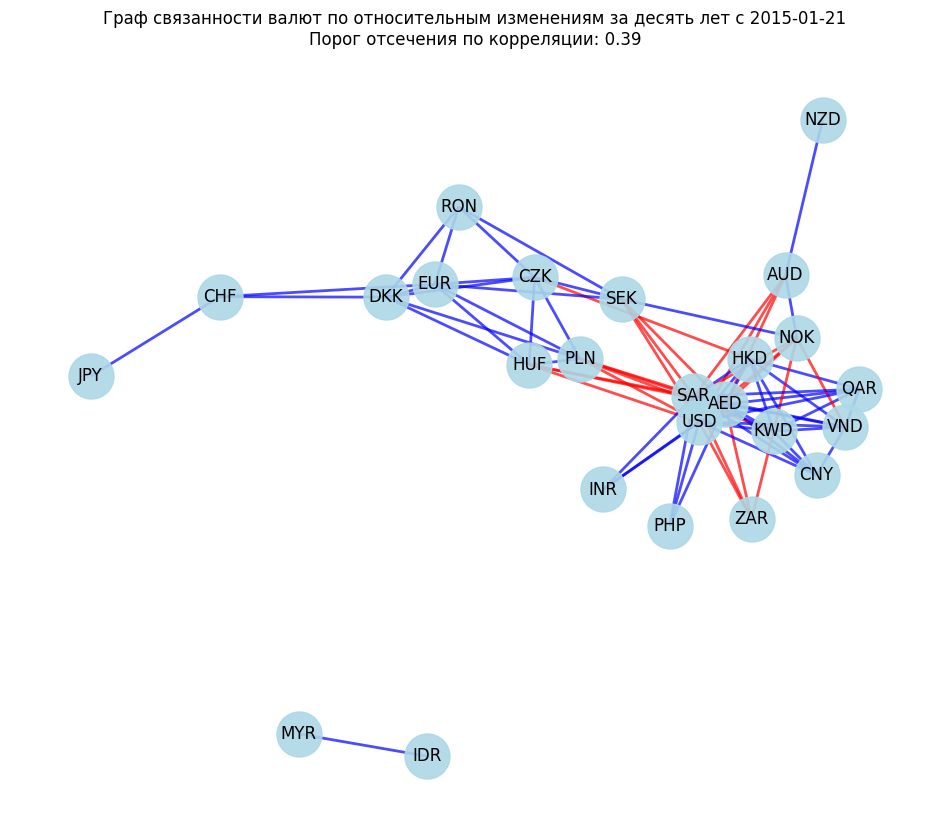 Граф связанности валют по относительным изменениям за десять лет с 2015-01-21
Порог отсечения по корреляции: 0.39
NZD
RON
AUD
CZK
EUR
CHF
DKK
SEK
NOK
HKD
PLN
HUF
JPY
QAR
SAR
AED
USD
VND
KWD
CNY
INR
ZAR
PHP
MYR
IDR